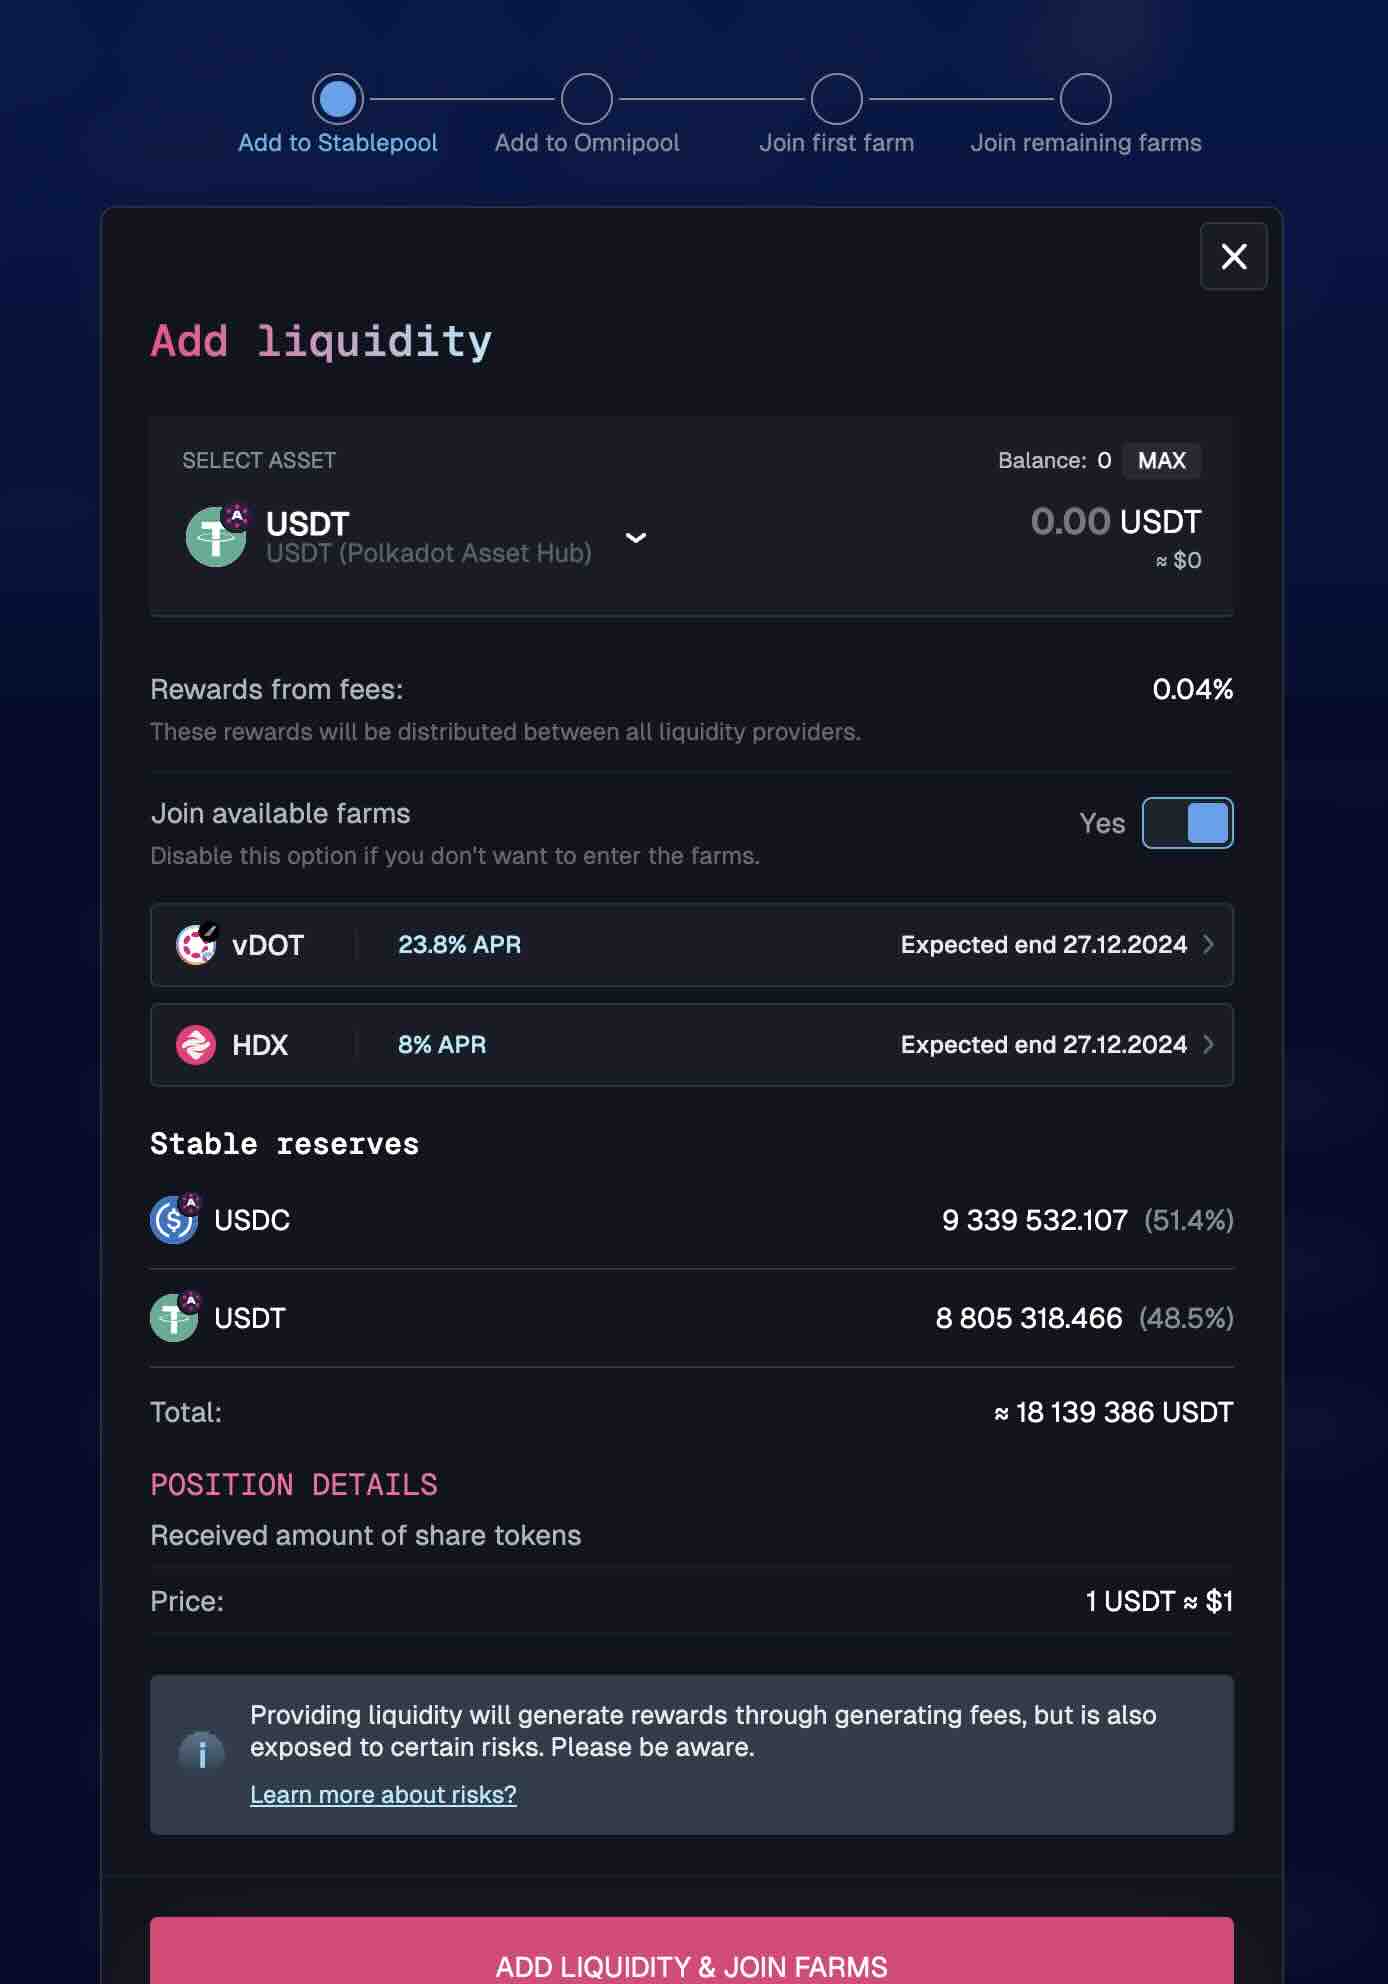 Add to Stablepool
Add to Omnipool
Join first farm
Join remaining farms
Add liquidity
SELECT ASSET
Balance: 0 MAX
USDT
USDT (Polkadot Asset Hub)
0.00 USDT
≈ $0
Rewards from fees: 0.04%
These rewards will be distributed between all liquidity providers.
Join available farms
Yes
Disable this option if you don't want to enter the farms.
vDOT 23.8% APR Expected end 27.12.2024
HDX 8% APR Expected end 27.12.2024
Stable reserves
USDC 9 339 532.107 (51.4%)
USDT 8 805 318.466 (48.5%)
Total: ≈ 18 139 386 USDT
POSITION DETAILS
Received amount of share tokens
Price: 1 USDT ≈ $1
Providing liquidity will generate rewards through generating fees, but is also
exposed to certain risks. Please be aware.
Learn more about risks?
ADD LIQUIDITY & JOIN FARMS